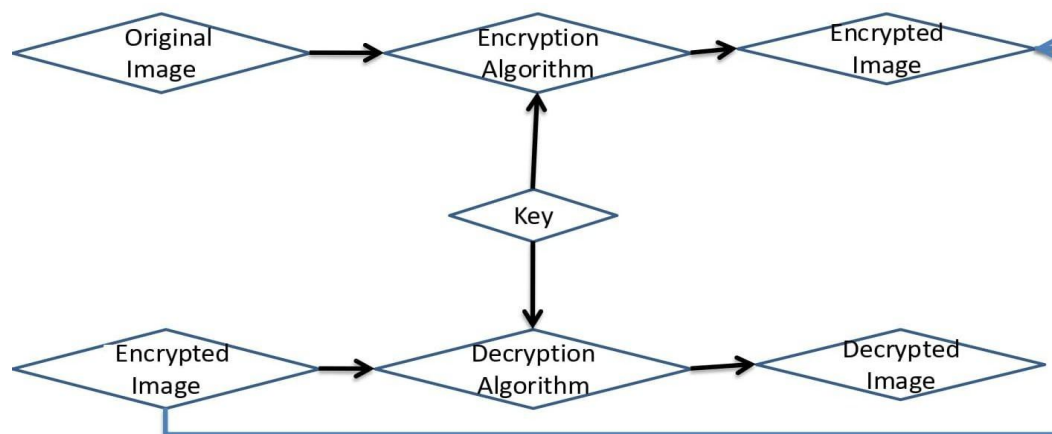 Original
Image
Encryption
Algorithm
Encrypted
Image
Key
Encrypted
Image
Decryption
Algorithm
Decrypted
Image